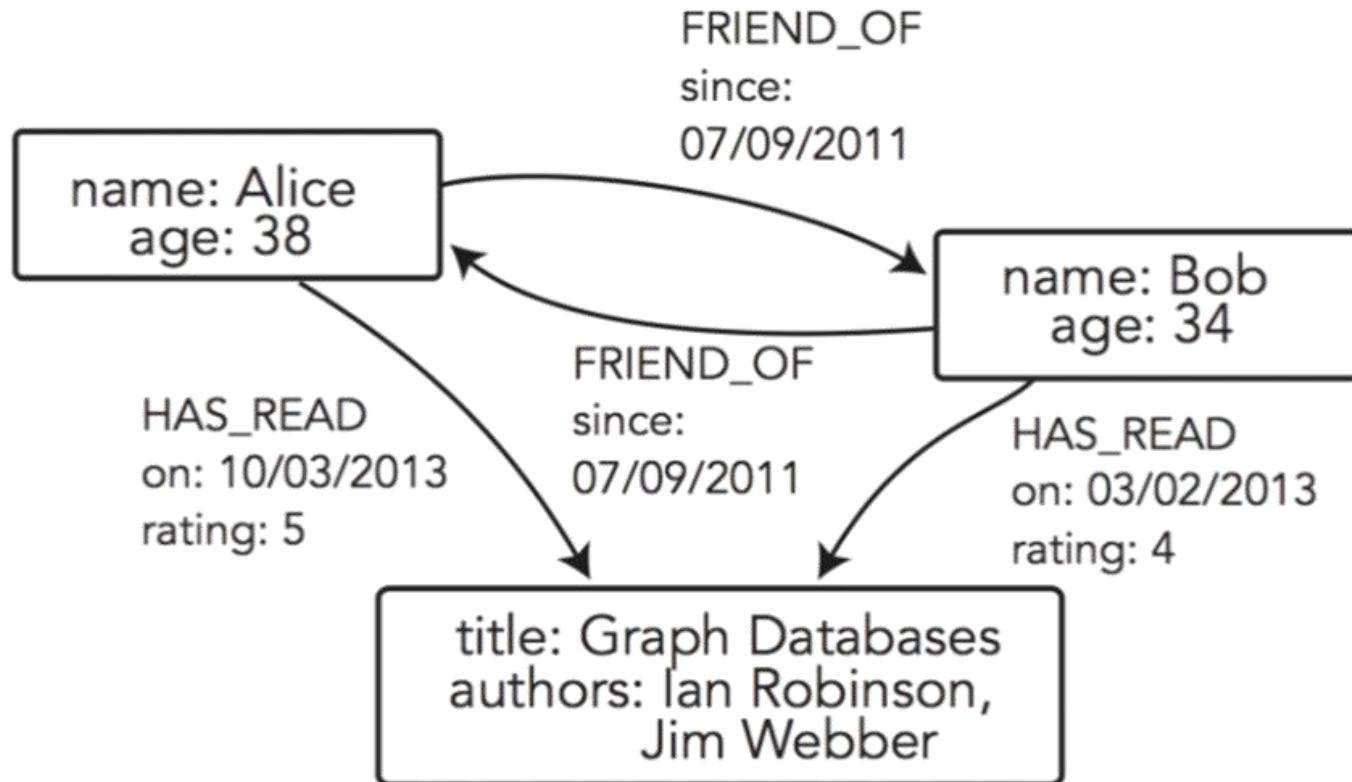 FRIEND_OF
since:
07/09/2011
name: Alice
age: 38
name: Bob
age: 34
FRIEND_OF
since:
07/09/2011
HAS_READ
on: 10/03/2013
rating: 5
HAS_READ
on: 03/02/2013
rating: 4
title: Graph Databases
authors: Ian Robinson,
Jim Webber